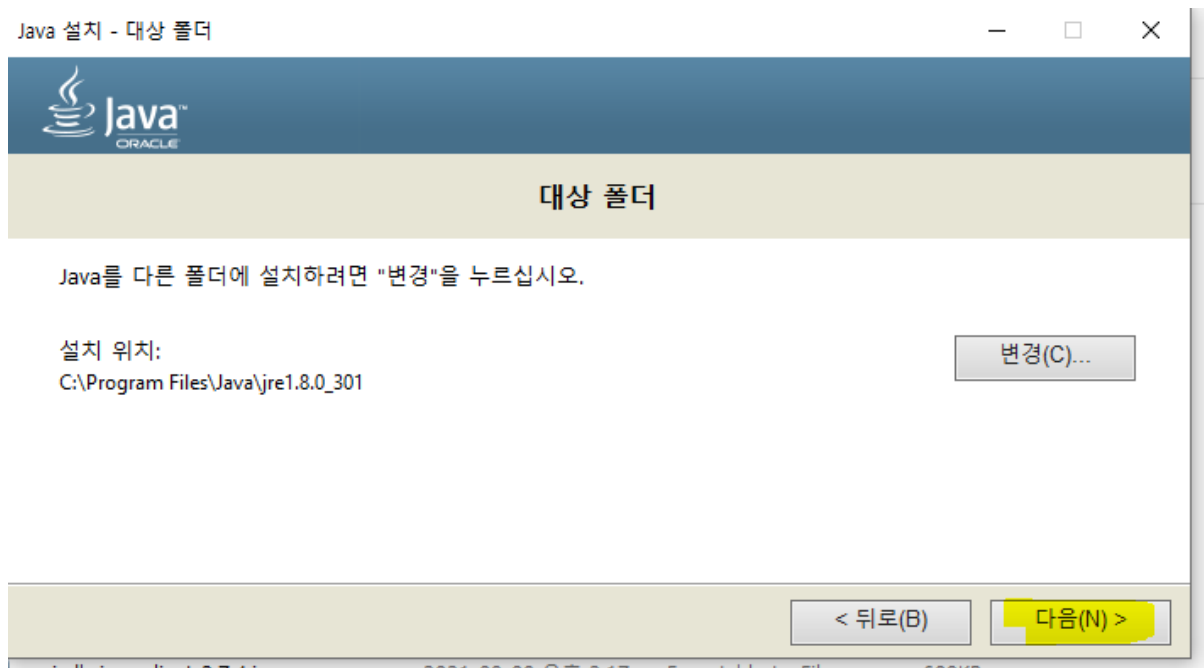 Java 설치 - 대상 폴더
Java™
ORACLE
대상 폴더
Java를 다른 폴더에 설치하려면 "변경"을 누르십시오.
설치 위치:
변경(C)...
C:\Program Files\Java\jre1.8.0_301
< 뒤로(B)
다음(N) >